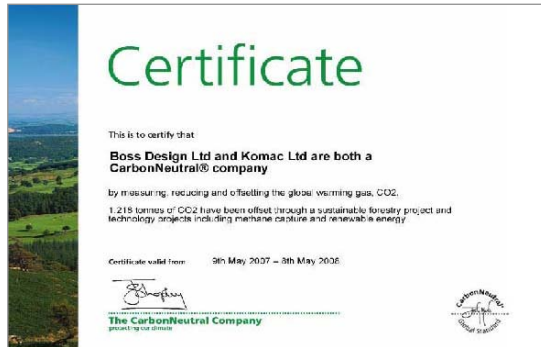 Certificate
This is to certify that
Boss Design Ltd and Komac Ltd are both a
CarbonNeutral® company
by measuring, reducing and offsetting the global warming gas, CO2.
1,218 tonnes of CO2 have been offset through a sustainable forestry project and
technology projects including methane capture and renewable energy
Certificate valid from 9th May 2007 – 8th May 2008
The CarbonNeutral Company
protecting our climate
CarbonNeutral
Global Standard